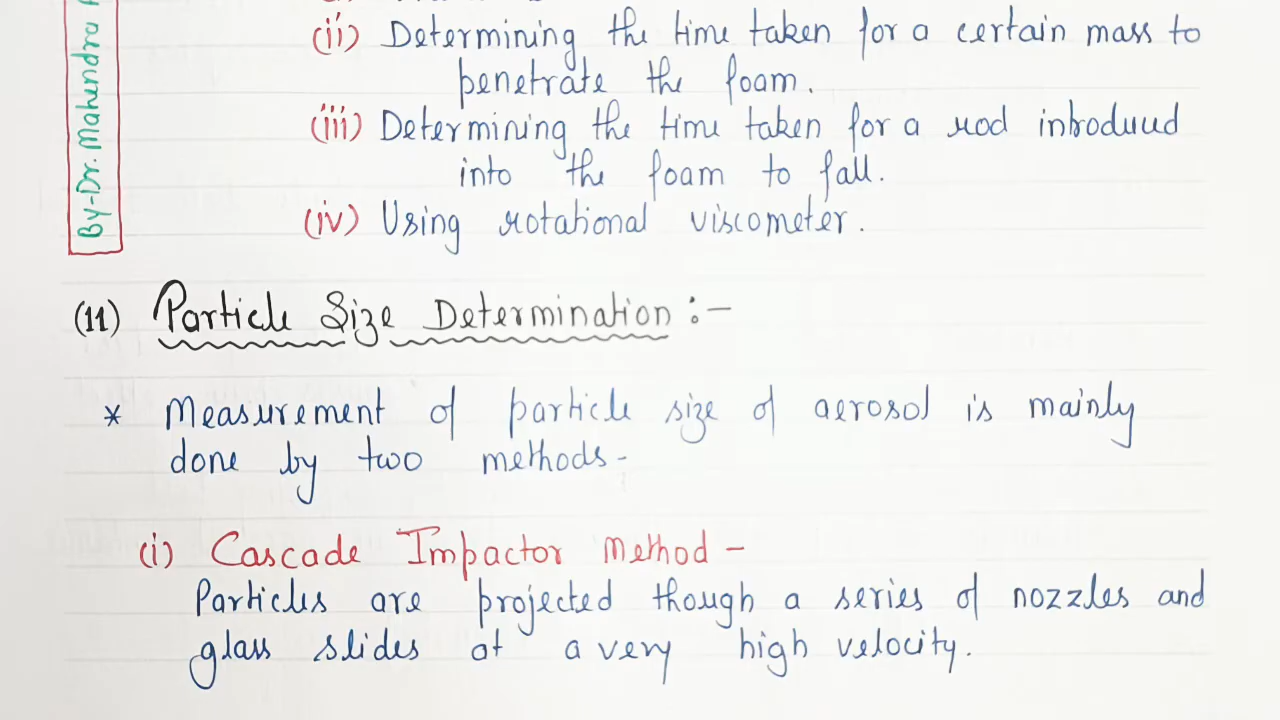 (ii) Determining the time taken for a certain mass to
penetrate the foam.
(iii) Determining the time taken for a rod introduced
into the foam to fall.
(iv) Using rotational viscometer.
By-Dr. Mahendra
(11) Particle Size Determination :-
* Measurement of particle size of aerosol is mainly
done by two methods-
(i) Cascade Impactor Method -
Particles are projected though a series of nozzles and
glass slides at a very high velocity.